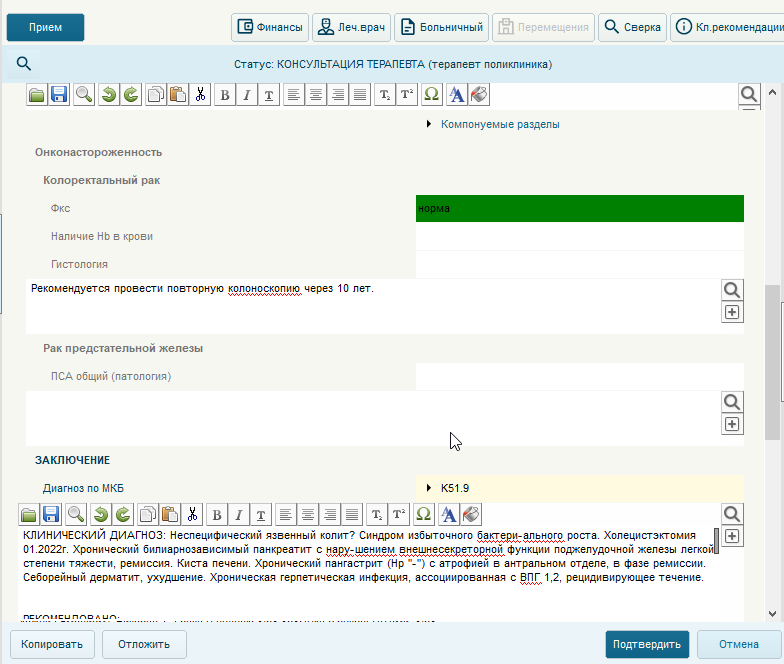 Прием
Финансы
Леч.врач
Больничный
Перемещения
Сверка
Кл.рекомендации
Статус: КОНСУЛЬТАЦИЯ ТЕРАПЕВТА (терапевт поликлиника)
B I T T₂ T² Ω A
Компонуемые разделы
Онконастороженность
Колоректальный рак
Фкс
норма
Наличие Hb в крови
Гистология
Рекомендуется провести повторную колоноскопию через 10 лет.
Рак предстательной железы
ПСА общий (патология)
ЗАКЛЮЧЕНИЕ
Диагноз по МКБ
K51.9
B I T T₂ T² Ω A
КЛИНИЧЕСКИЙ ДИАГНОЗ: Неспецифический язвенный колит? Синдром избыточного бактери-ального роста. Холецистэктомия
01.2022г. Хронический билиарнозависимый панкреатит с нару-шением внешнесекреторной функции поджелудочной железы легкой
степени тяжести, ремиссия. Киста печени. Хронический пангастрит (Нр "-") с атрофией в антральном отделе, в фазе ремиссии.
Себорейный дерматит, ухудшение. Хроническая герпетическая инфекция, ассоциированная с ВПГ 1,2, рецидивирующее течение.
РЕКОМЕНДОВАНО:
Копировать
Отложить
Подтвердить
Отмена